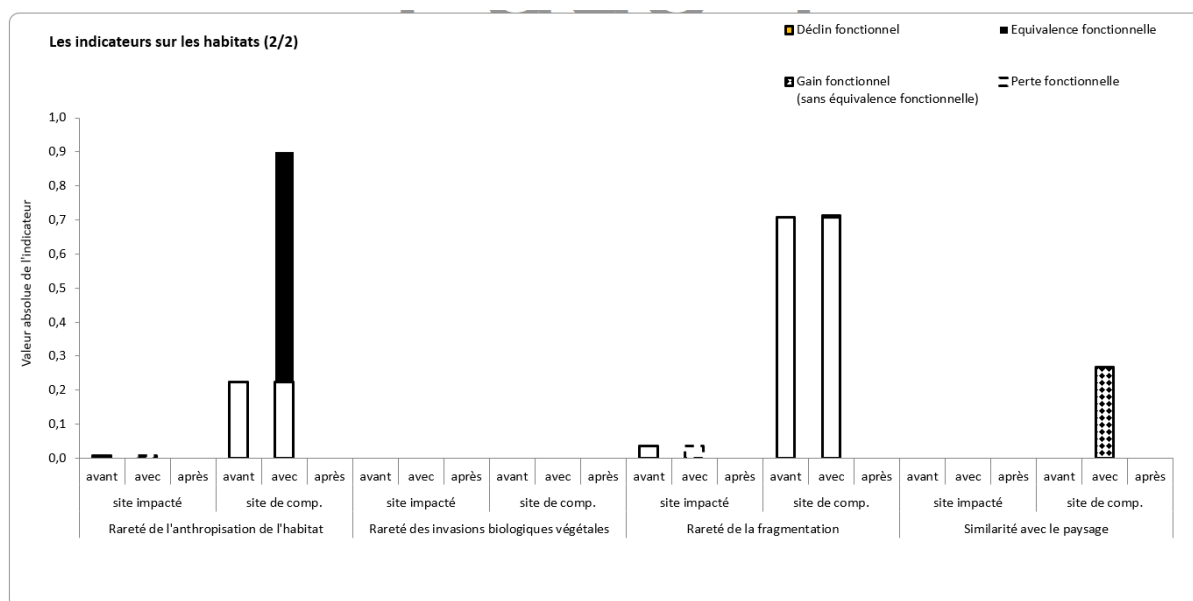 Les indicateurs sur les habitats (2/2)
Déclin fonctionnel
Equivalence fonctionnelle
Gain fonctionnel
(sans équivalence fonctionnelle)
Perte fonctionnelle
Valeur absolue de l'indicateur
1,0
0,9
0,8
0,7
0,6
0,5
0,4
0,3
0,2
0,1
0,0
avant avec après avant avec après avant avec après avant avec après avant avec après avant avec après avant avec après avant avec après
site impacté site de comp. site impacté site de comp. site impacté site de comp. site impacté site de comp.
Rareté de l'anthropisation de l'habitat Rareté des invasions biologiques végétales Rareté de la fragmentation Similarité avec le paysage